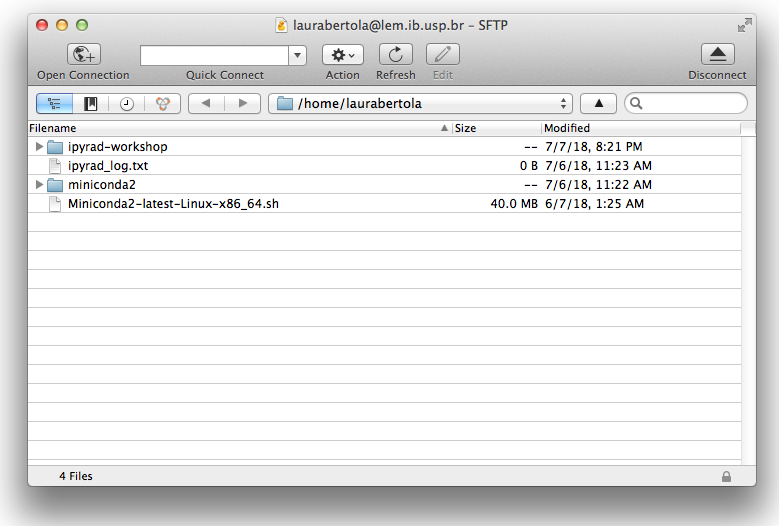 laurabertola@lem.ib.usp.br – SFTP
Open Connection Quick Connect Action Refresh Edit Disconnect
/home/laurabertola
Filename Size Modified
ipyrad-workshop -- 7/7/18, 8:21 PM
ipyrad_log.txt 0 B 7/6/18, 11:23 AM
miniconda2 -- 7/6/18, 11:22 AM
Miniconda2-latest-Linux-x86_64.sh 40.0 MB 6/7/18, 1:25 AM
4 Files